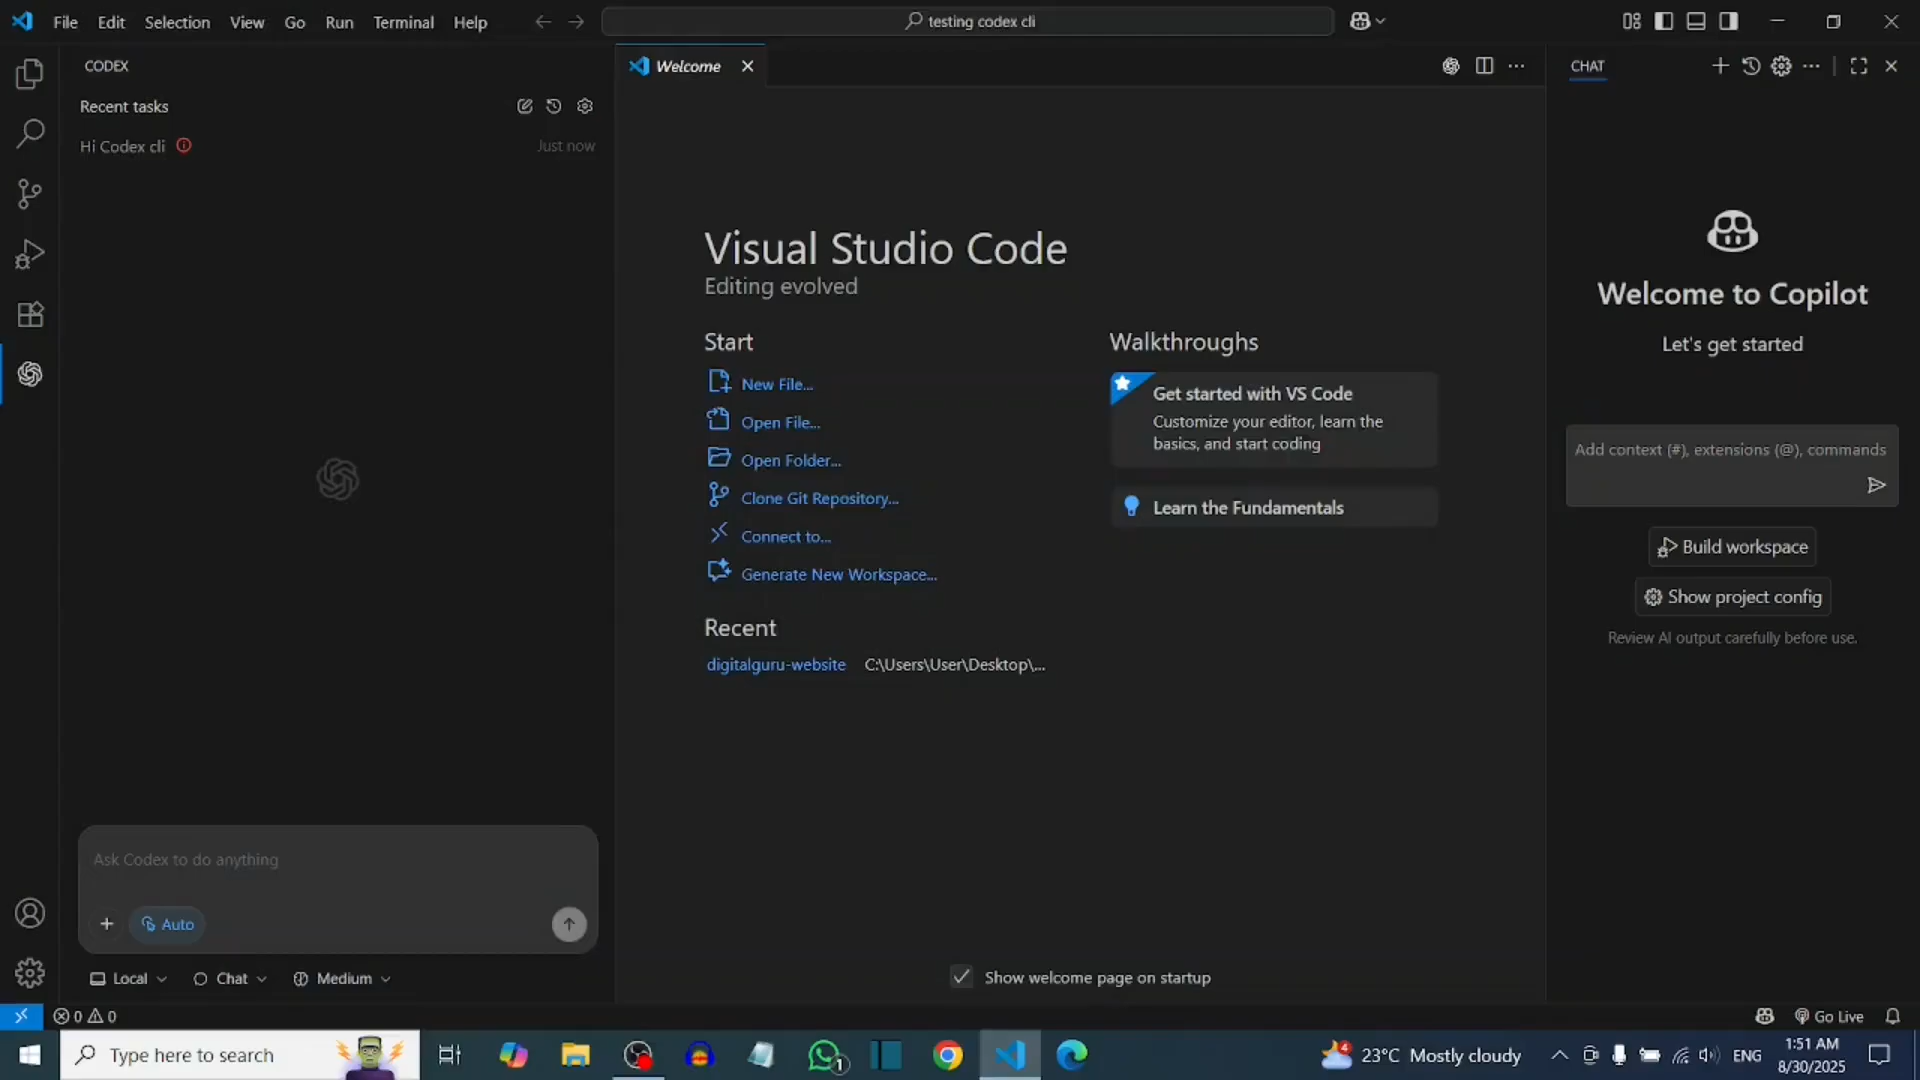 File Edit Selection View Go Run Terminal Help
testing codex cli
CODEX
Recent tasks
Hi Codex cli
Just now
Ask Codex to do anything
Auto
Local
Chat
Medium
Welcome
Visual Studio Code
Editing evolved
Start
New File...
Open File...
Open Folder...
Clone Git Repository...
Connect to...
Generate New Workspace...
Recent
digitalguru-website C:\Users\User\Desktop\...
Walkthroughs
Get started with VS Code
Customize your editor, learn the
basics, and start coding
Learn the Fundamentals
Show welcome page on startup
CHAT
Welcome to Copilot
Let's get started
Add context (#), extensions (@), commands
Build workspace
Show project config
Review AI output carefully before use.
0 0
Go Live
Type here to search
1
4
23°C Mostly cloudy
ENG
1:51 AM
8/30/2025